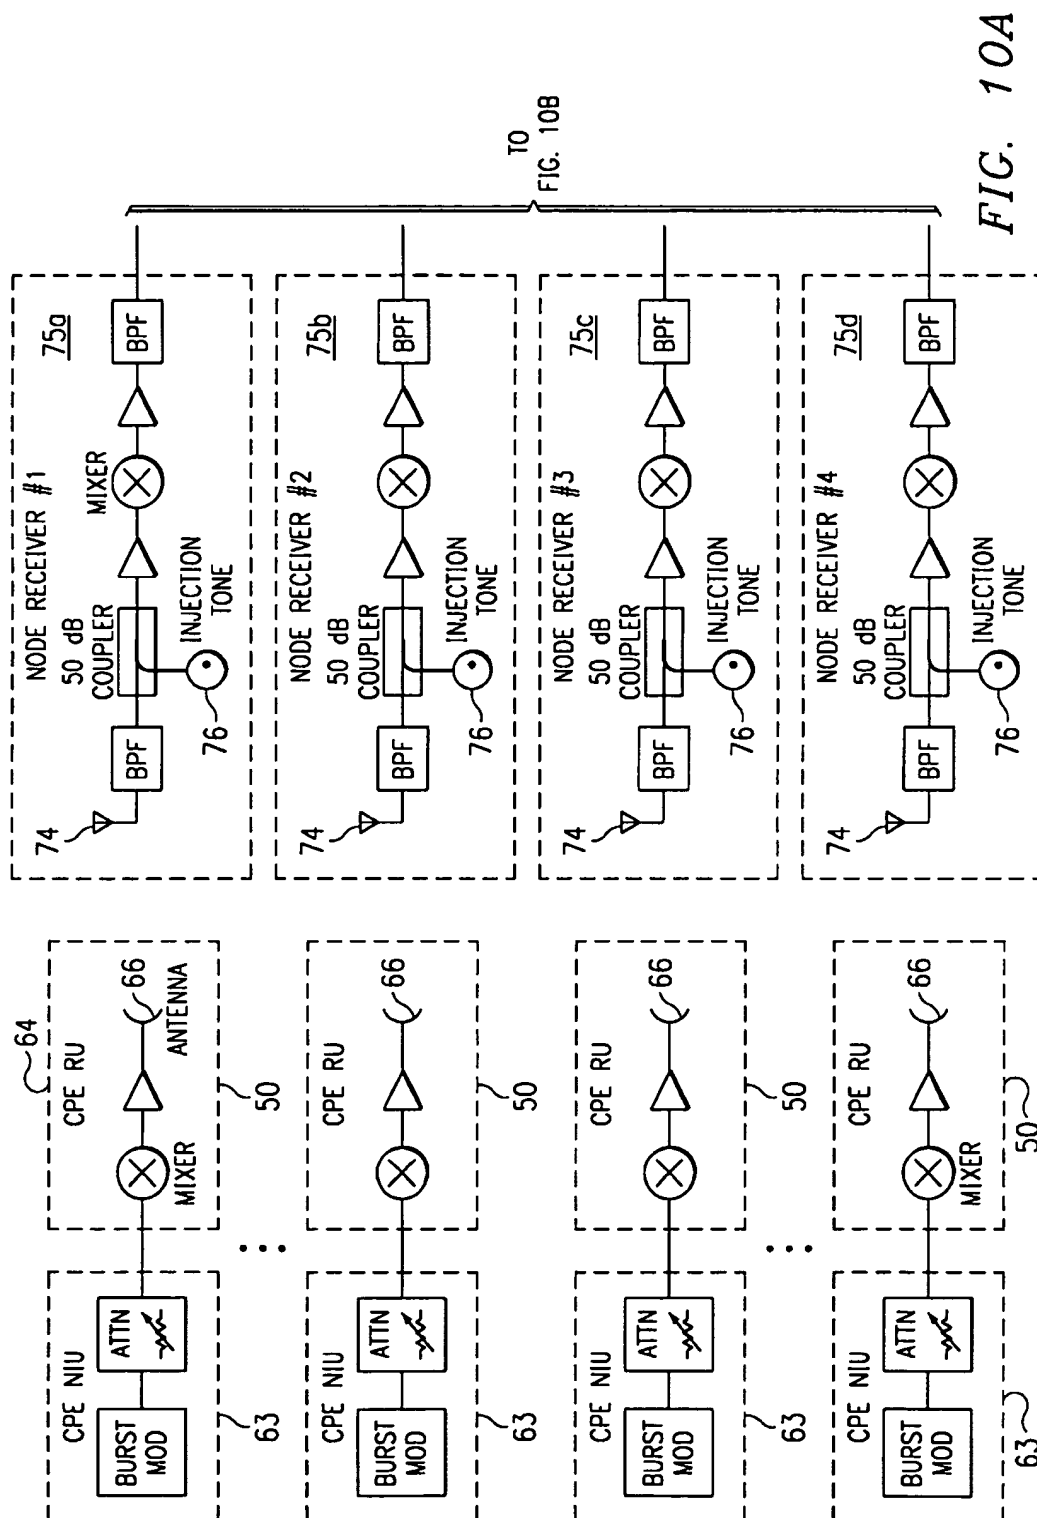 CPE NIU
BURST
MOD
ATTN
63
64
CPE RU
MIXER
ANTENNA
66
50
CPE NIU
BURST
MOD
ATTN
63
CPE RU
66
50
CPE NIU
BURST
MOD
ATTN
63
CPE RU
66
50
CPE NIU
BURST
MOD
ATTN
63
CPE RU
MIXER
66
50
NODE RECEIVER #1
75a
74
BPF
50 dB
COUPLER
MIXER
BPF
76
INJECTION
TONE
NODE RECEIVER #2
75b
74
BPF
50 dB
COUPLER
BPF
76
INJECTION
TONE
NODE RECEIVER #3
75c
74
BPF
50 dB
COUPLER
BPF
76
INJECTION
TONE
NODE RECEIVER #4
75d
74
BPF
50 dB
COUPLER
BPF
76
INJECTION
TONE
TO
FIG. 10B
FIG. 10A